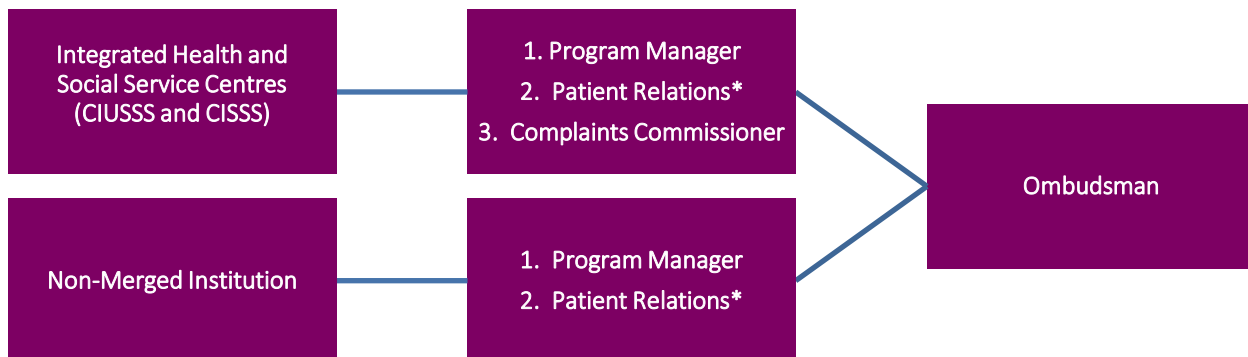 Integrated Health and
Social Service Centres
(CIUSSS and CISSS)
1. Program Manager
2. Patient Relations*
3. Complaints Commissioner
Non-Merged Institution
1. Program Manager
2. Patient Relations*
Ombudsman